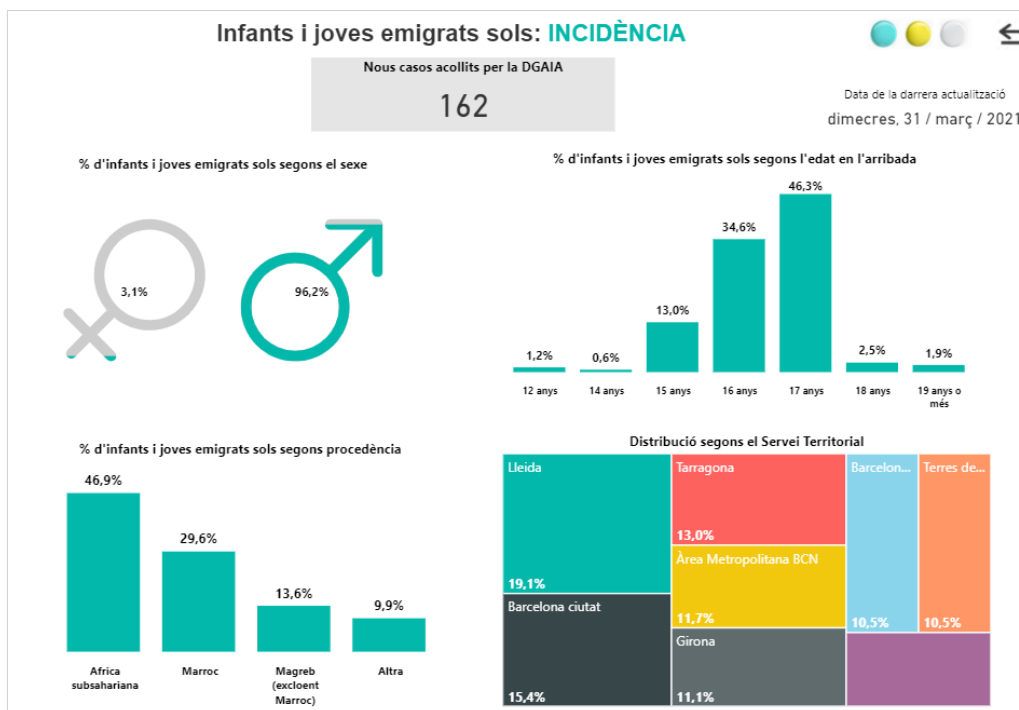 Infants i joves emigrats sols: INCIDÈNCIA
Nous casos acollits per la DGAIA
162
Data de la darrera actualització
dimecres, 31 / març / 2021
% d'infants i joves emigrats sols segons el sexe
3,1%
96,2%
% d'infants i joves emigrats sols segons l'edat en l'arribada
1,2%
0,6%
13,0%
34,6%
46,3%
2,5%
1,9%
12 anys
14 anys
15 anys
16 anys
17 anys
18 anys
19 anys o
més
% d'infants i joves emigrats sols segons procedència
46,9%
29,6%
13,6%
9,9%
Africa
subsahariana
Marroc
Magreb
(excloent
Marroc)
Altra
Distribució segons el Servei Territorial
Lleida
19,1%
Barcelona ciutat
15,4%
Tarragona
13,0%
Àrea Metropolitana BCN
11,7%
Girona
11,1%
Barcelon...
10,5%
Terres de...
10,5%